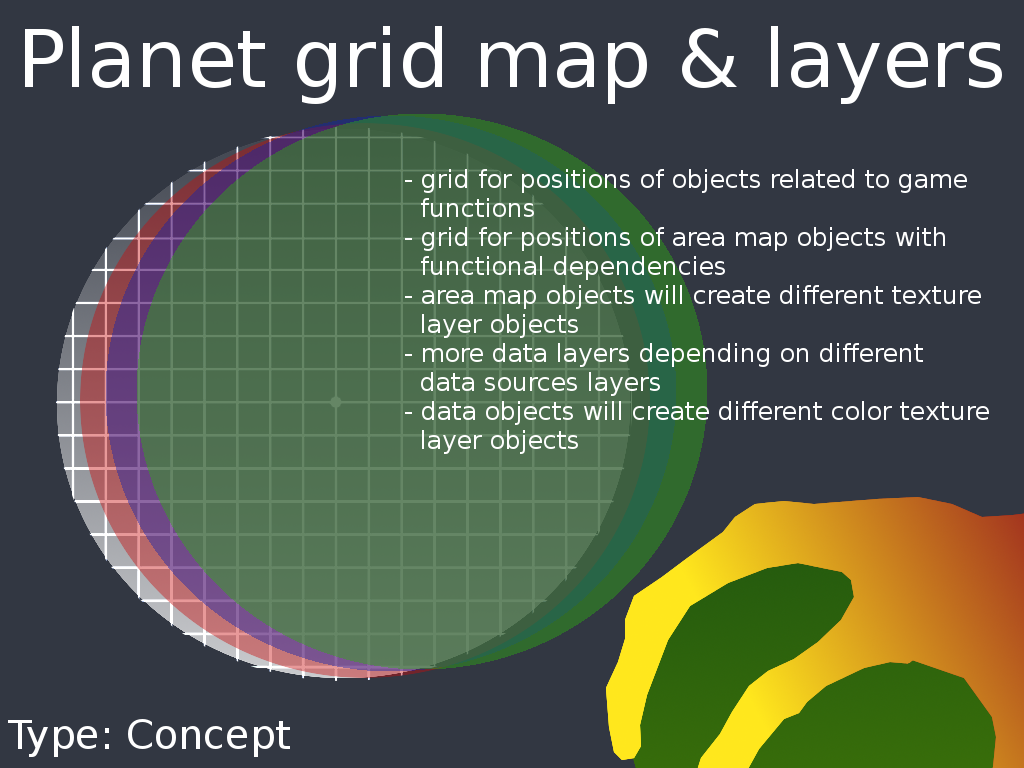 Planet grid map & layers
- grid for positions of objects related to game
functions
- grid for positions of area map objects with
functional dependencies
- area map objects will create different texture
layer objects
- more data layers depending on different
data sources layers
- data objects will create different color texture
layer objects
Type: Concept